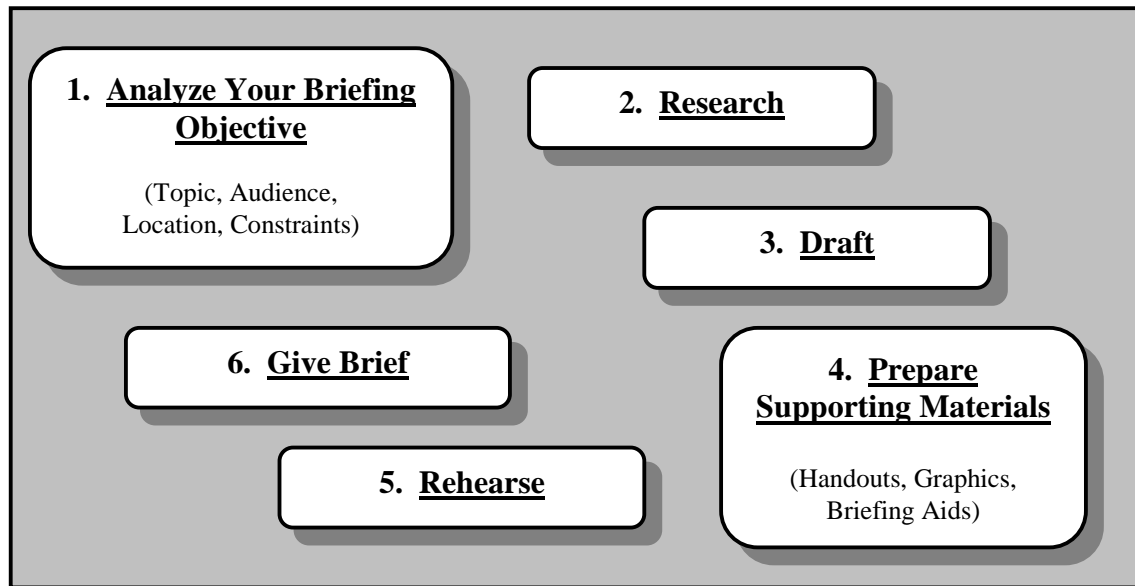 1. Analyze Your Briefing
Objective
(Topic, Audience,
Location, Constraints)
2. Research
3. Draft
4. Prepare
Supporting Materials
(Handouts, Graphics,
Briefing Aids)
5. Rehearse
6. Give Brief